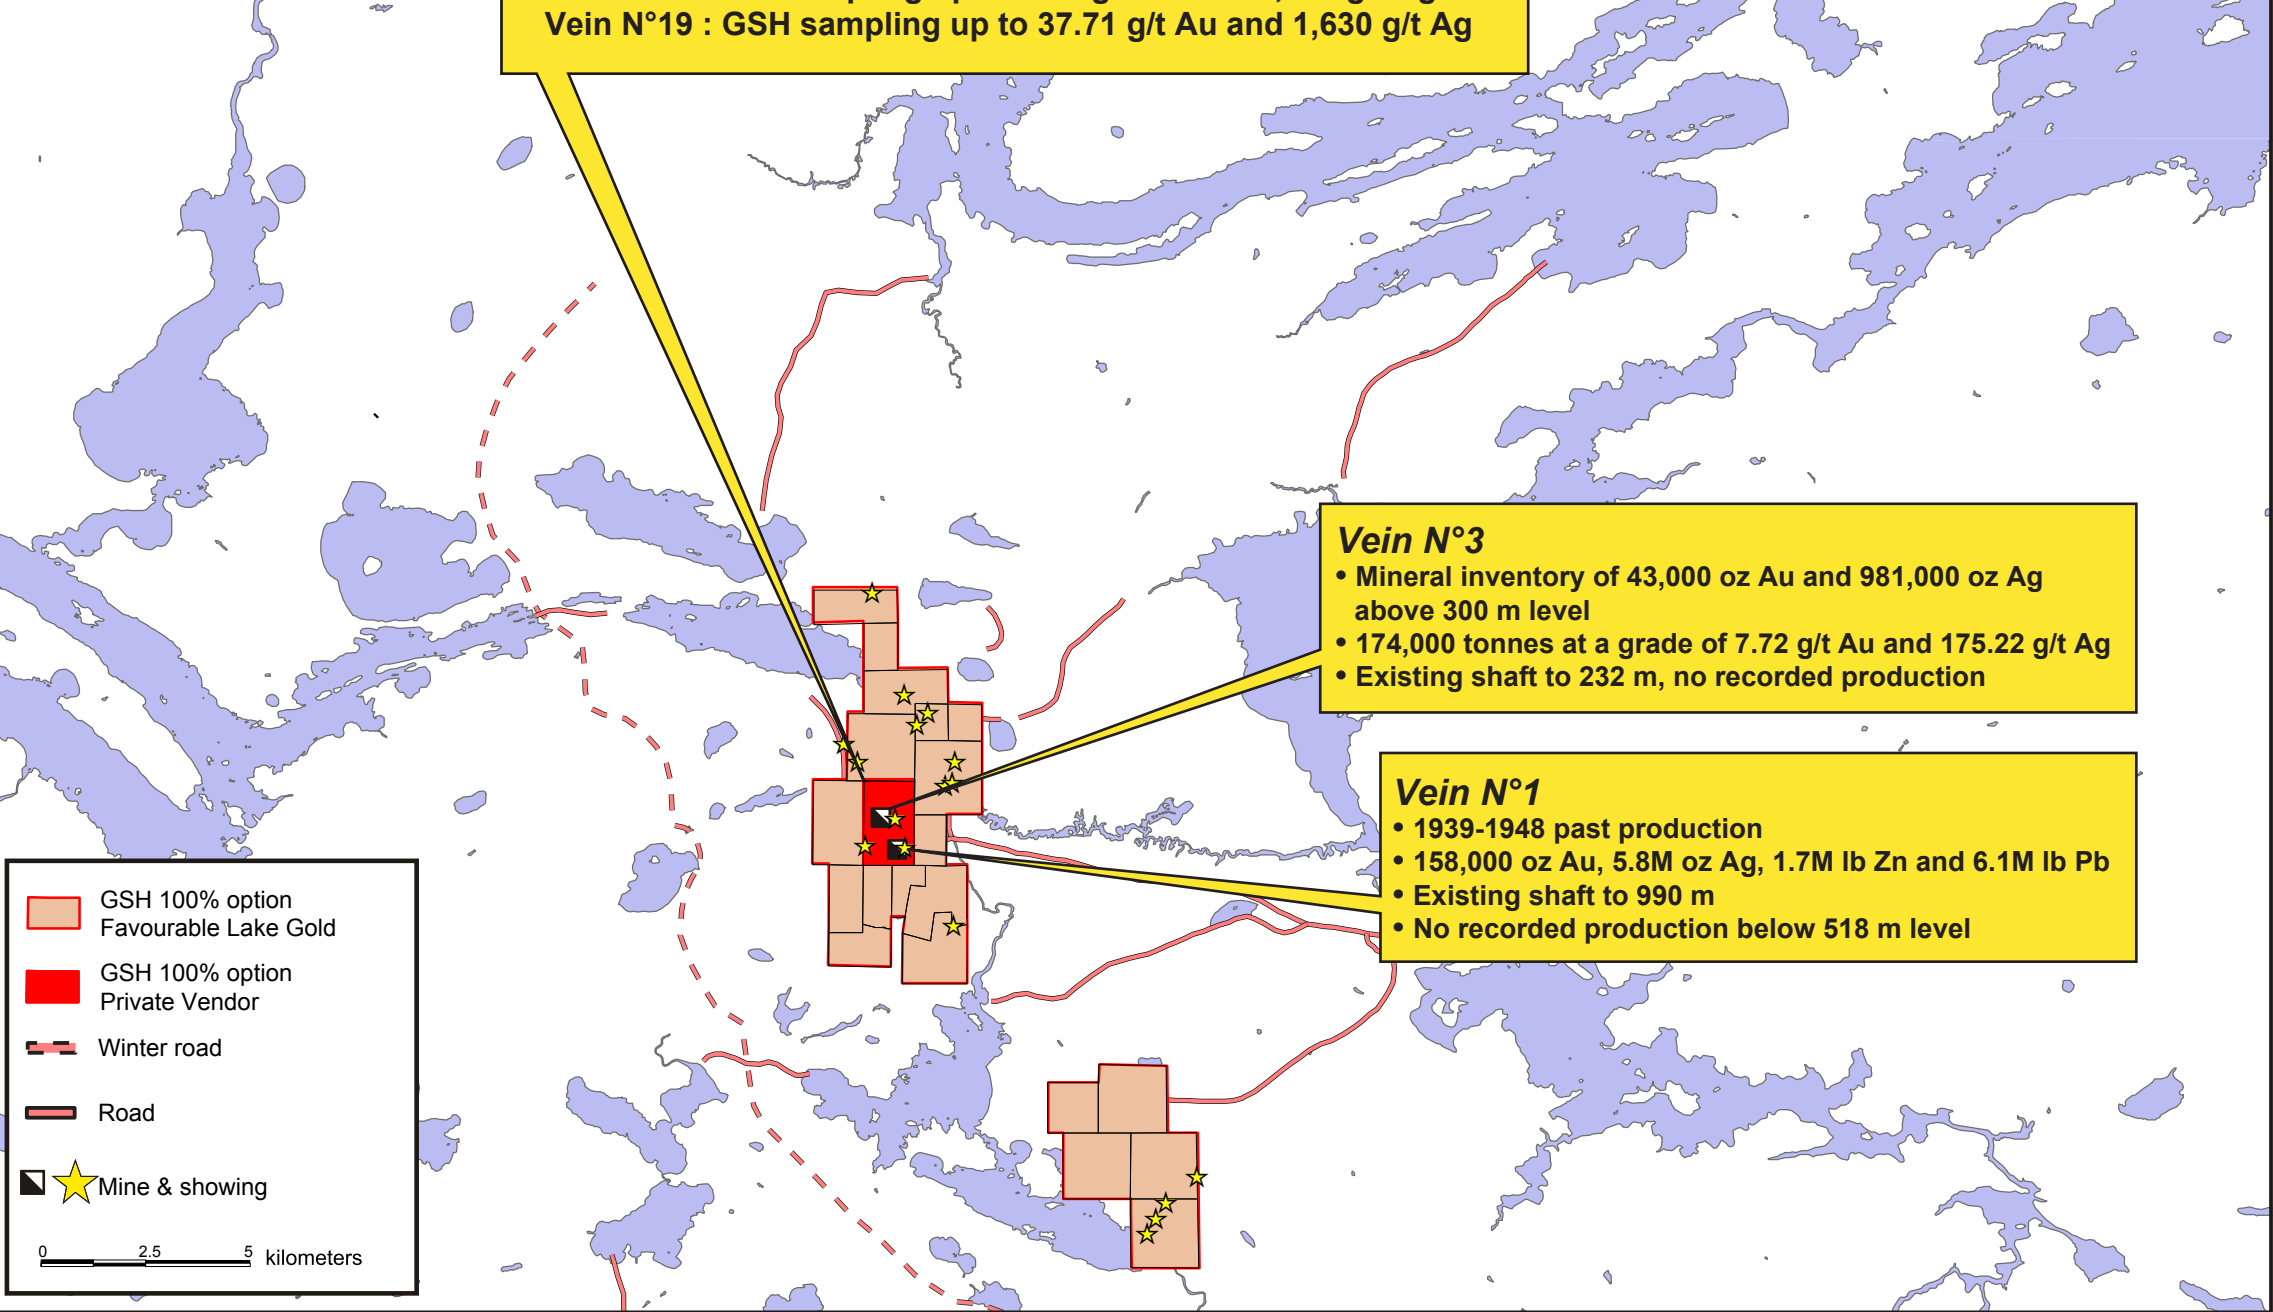 Vein N°19 : GSH sampling up to 37.71 g/t Au and 1,630 g/t Ag
Vein N°3
• Mineral inventory of 43,000 oz Au and 981,000 oz Ag
above 300 m level
• 174,000 tonnes at a grade of 7.72 g/t Au and 175.22 g/t Ag
• Existing shaft to 232 m, no recorded production
Vein N°1
• 1939-1948 past production
• 158,000 oz Au, 5.8M oz Ag, 1.7M lb Zn and 6.1M lb Pb
• Existing shaft to 990 m
• No recorded production below 518 m level
GSH 100% option
Favourable Lake Gold
GSH 100% option
Private Vendor
Winter road
Road
Mine & showing
0 2.5 5 kilometers